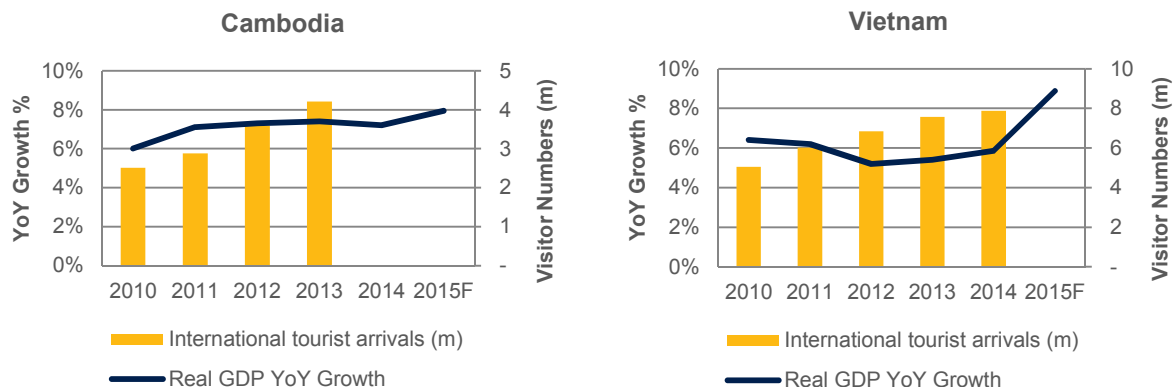 Cambodia
YoY Growth %
10%
8%
6%
4%
2%
0%
5
4
3
2
1
-
Visitor Numbers (m)
2010 2011 2012 2013 2014 2015F
International tourist arrivals (m)
Real GDP YoY Growth
Vietnam
YoY Growth %
10%
8%
6%
4%
2%
0%
10
8
6
4
2
-
Visitor Numbers (m)
2010 2011 2012 2013 2014 2015F
International tourist arrivals (m)
Real GDP YoY Growth